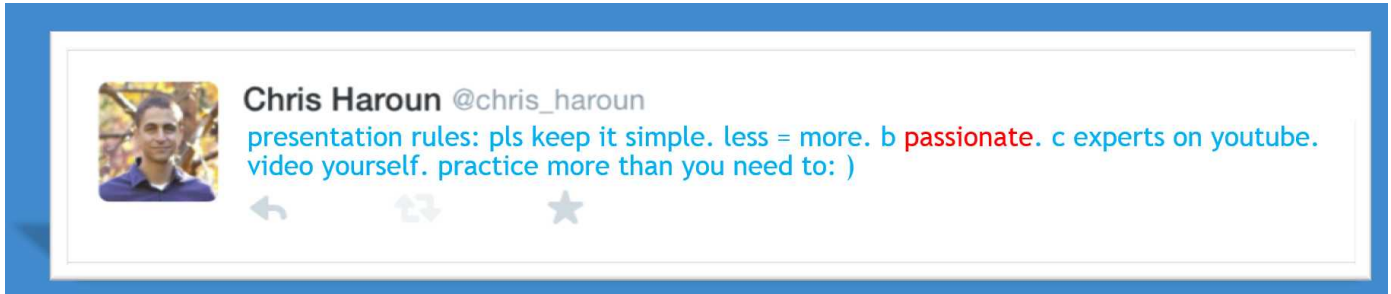 Chris Haroun @chris_haroun
presentation rules: pls keep it simple. less = more. b passionate. c experts on youtube.
video yourself. practice more than you need to: )